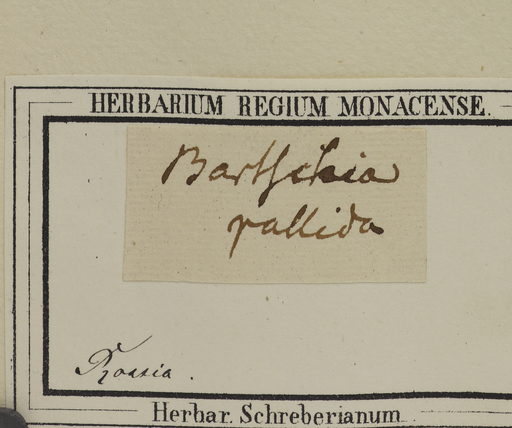 HERBARIUM REGIUM MONACENSE.
Bartschia
pallida
Rossia.
Herbar. Schreberianum